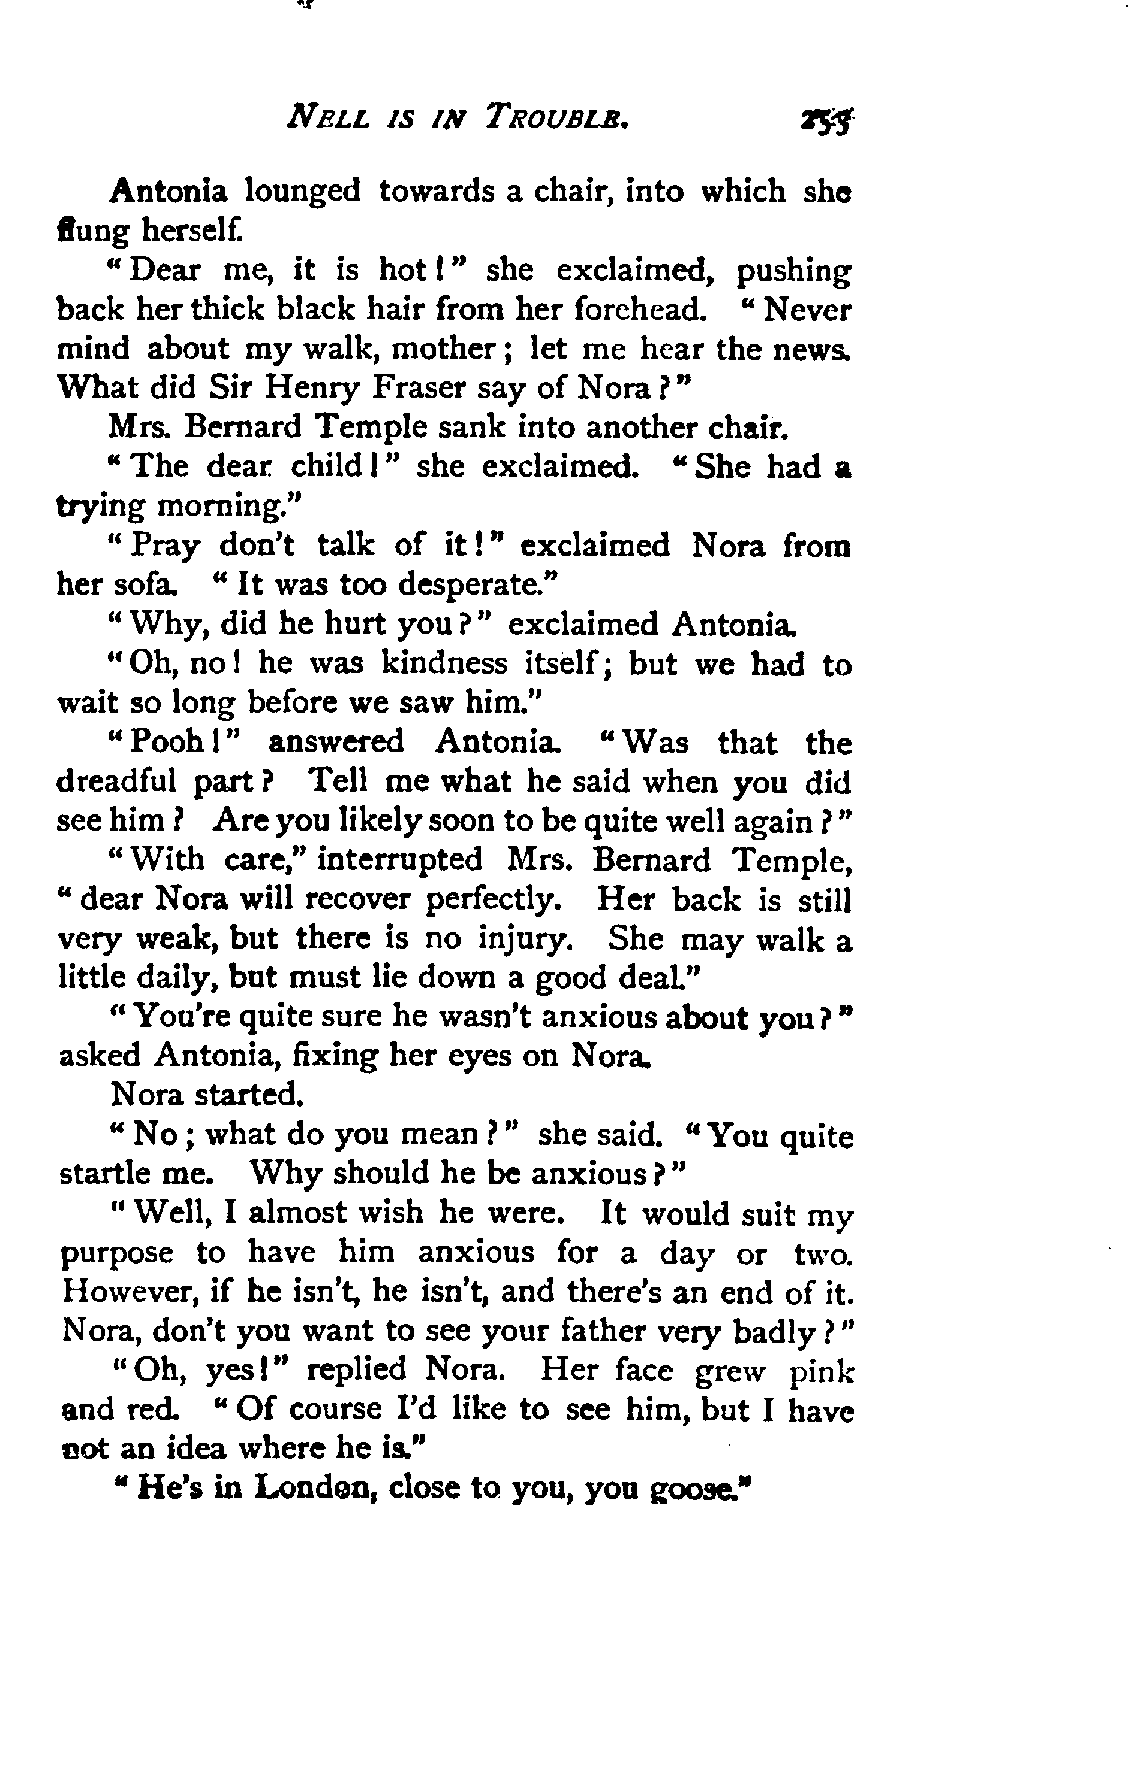 NELL IS IN TROUBLE. 255
Antonia lounged towards a chair, into which she
flung herself.
"Dear me, it is hot!" she exclaimed, pushing
back her thick black hair from her forehead. "Never
mind about my walk, mother; let me hear the news.
What did Sir Henry Fraser say of Nora?"
Mrs. Bernard Temple sank into another chair.
"The dear child!" she exclaimed. "She had a
trying morning."
"Pray don't talk of it!" exclaimed Nora from
her sofa. "It was too desperate."
"Why, did he hurt you?" exclaimed Antonia.
"Oh, no! he was kindness itself; but we had to
wait so long before we saw him."
"Pooh!" answered Antonia. "Was that the
dreadful part? Tell me what he said when you did
see him? Are you likely soon to be quite well again?"
"With care," interrupted Mrs. Bernard Temple,
"dear Nora will recover perfectly. Her back is still
very weak, but there is no injury. She may walk a
little daily, but must lie down a good deal."
"You're quite sure he wasn't anxious about you?"
asked Antonia, fixing her eyes on Nora.
Nora started.
"No; what do you mean?" she said. "You quite
startle me. Why should he be anxious?"
"Well, I almost wish he were. It would suit my
purpose to have him anxious for a day or two.
However, if he isn't, he isn't, and there's an end of it.
Nora, don't you want to see your father very badly?"
"Oh, yes!" replied Nora. Her face grew pink
and red. "Of course I'd like to see him, but I have
not an idea where he is."
"He's in London, close to you, you goose."